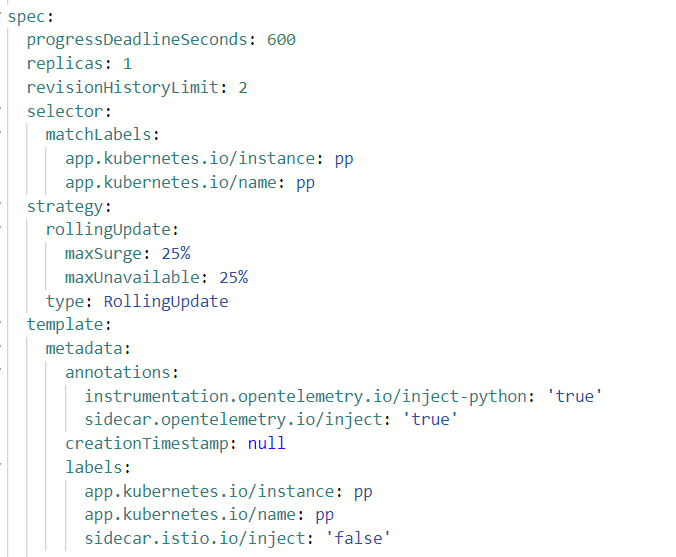 spec:
  progressDeadlineSeconds: 600
  replicas: 1
  revisionHistoryLimit: 2
  selector:
    matchLabels:
      app.kubernetes.io/instance: pp
      app.kubernetes.io/name: pp
  strategy:
    rollingUpdate:
      maxSurge: 25%
      maxUnavailable: 25%
    type: RollingUpdate
  template:
    metadata:
      annotations:
        instrumentation.opentelemetry.io/inject-python: 'true'
        sidecar.opentelemetry.io/inject: 'true'
      creationTimestamp: null
      labels:
        app.kubernetes.io/instance: pp
        app.kubernetes.io/name: pp
        sidecar.istio.io/inject: 'false'